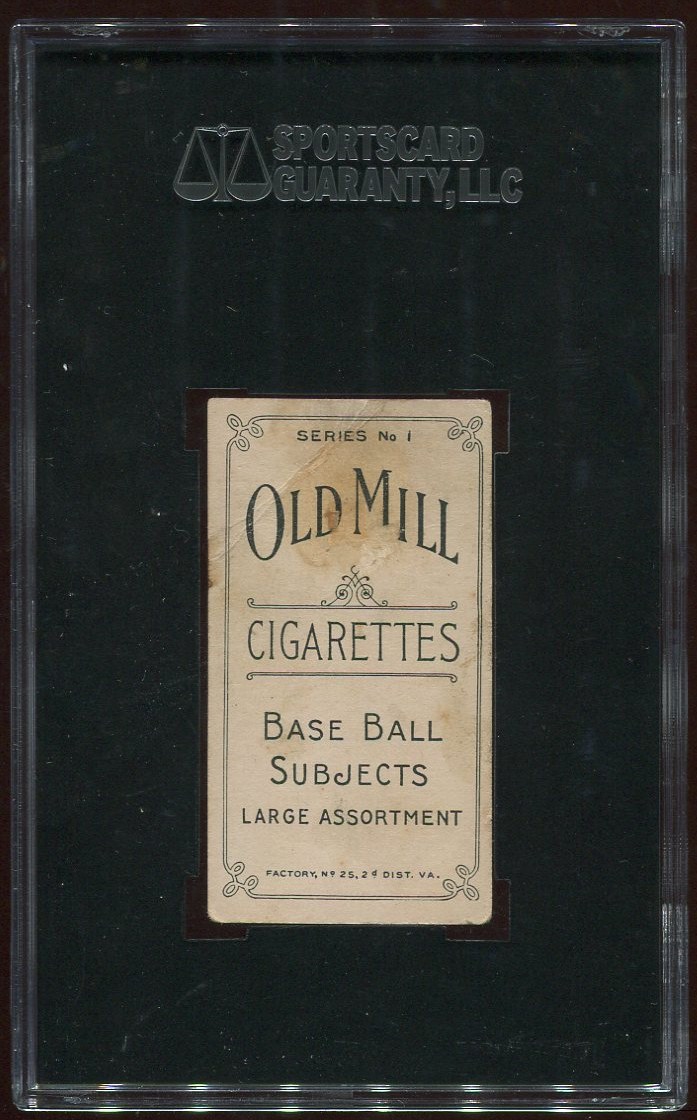 SPORTSCARD
GUARANTY, LLC
SERIES No 1
OLD MILL
CIGARETTES
BASE BALL
SUBJECTS
LARGE ASSORTMENT
FACTORY, Nº 25, 2d DIST. VA.